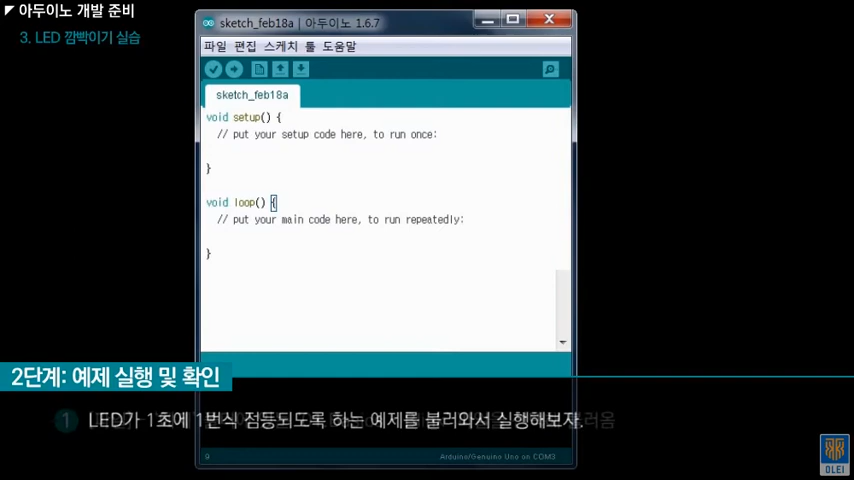 ◤ 아두이노 개발 준비
3. LED 깜빡이기 실습
sketch_feb18a | 아두이노 1.6.7
파일 편집 스케치 툴 도움말
sketch_feb18a
void setup() {
// put your setup code here, to run once:
}
void loop() {
// put your main code here, to run repeatedly:
}
2단계: 예제 실행 및 확인
1
LED가 1초에 1번식 점등되도록 하는 예제를 불러와서 실행해보자.
9
Arduino/Genuino Uno on COM3
OLEI